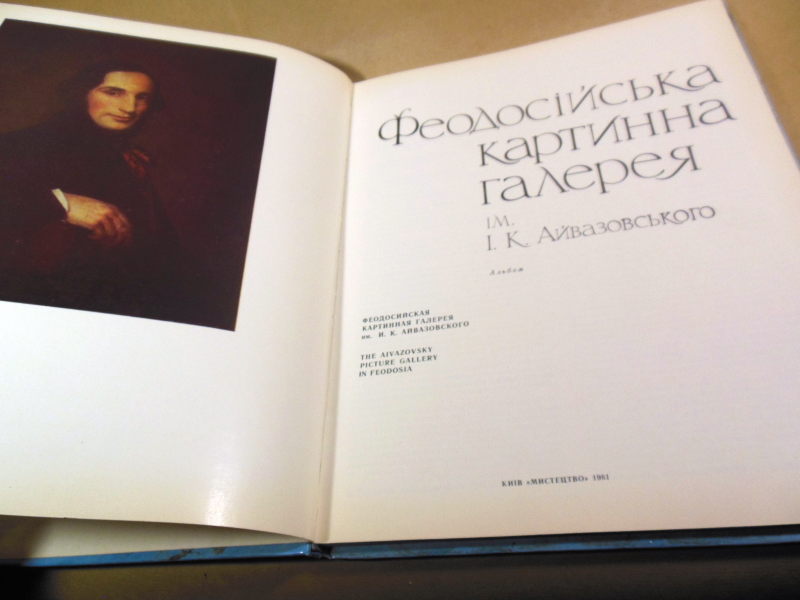 Феодосійська
картинна
галерея
ім.
І. К. Айвазовського
Альбом
ФЕОДОСИЙСКАЯ
КАРТИННАЯ ГАЛЕРЕЯ
им. И. К. АЙВАЗОВСКОГО
THE AIVAZOVSKY
PICTURE GALLERY
IN FEODOSIA
КИЇВ «МИСТЕЦТВО» 1981